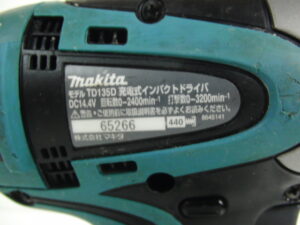 makita
モデル TD135D 充電式インパクトドライバ
DC14.4V 回転数0~2400min⁻¹ 打撃数0~3200min⁻¹
65266 440
株式会社マキタ